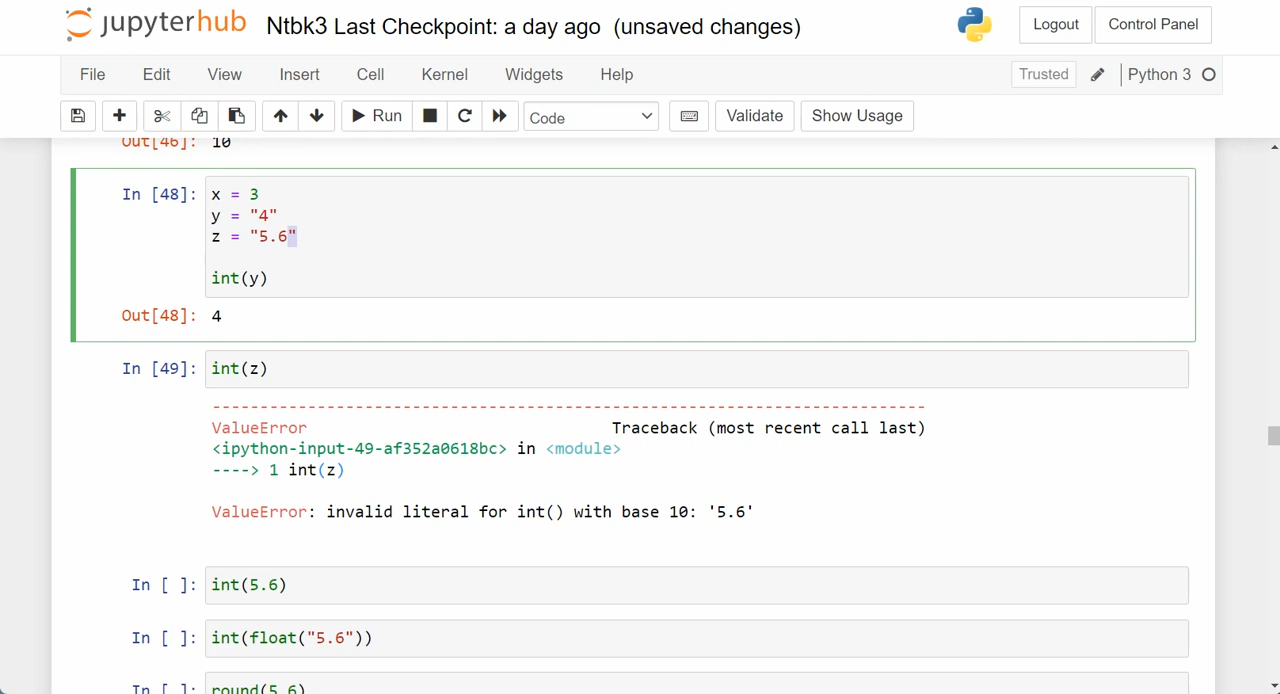 jupyterhub Ntbk3 Last Checkpoint: a day ago (unsaved changes) Logout Control Panel
File Edit View Insert Cell Kernel Widgets Help Trusted Python 3
Run Code Validate Show Usage
Out[46]: 10
In [48]: x = 3
y = "4"
z = "5.6"
int(y)
Out[48]: 4
In [49]: int(z)
---------------------------------------------------------------------------
ValueError Traceback (most recent call last)
<ipython-input-49-af352a0618bc> in <module>
----> 1 int(z)
ValueError: invalid literal for int() with base 10: '5.6'
In [ ]: int(5.6)
In [ ]: int(float("5.6"))
In [ ]: round(5.6)